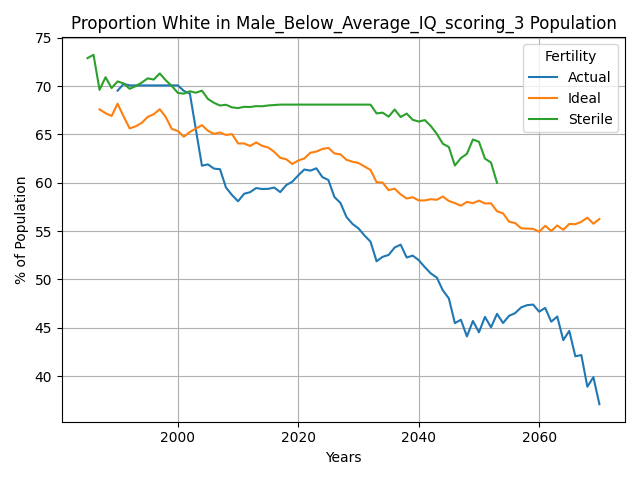 Proportion White in Male_Below_Average_IQ_scoring_3 Population
% of Population
75
70
65
60
55
50
45
40
2000
2020
2040
2060
Years
Fertility
Actual
Ideal
Sterile